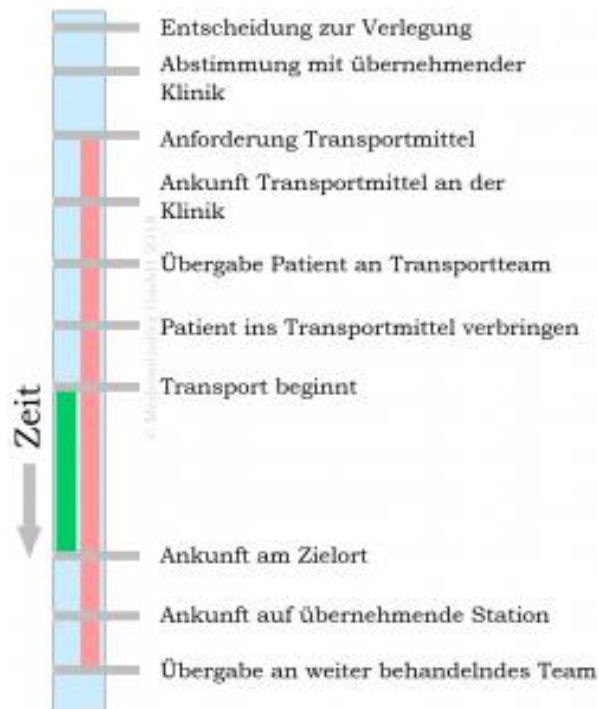 Entscheidung zur Verlegung
Abstimmung mit übernehmender
Klinik
Anforderung Transportmittel
Ankunft Transportmittel an der
Klinik
Übergabe Patient an Transportteam
Patient ins Transportmittel verbringen
Transport beginnt
Zeit
Ankunft am Zielort
Ankunft auf übernehmende Station
Übergabe an weiter behandelndes Team